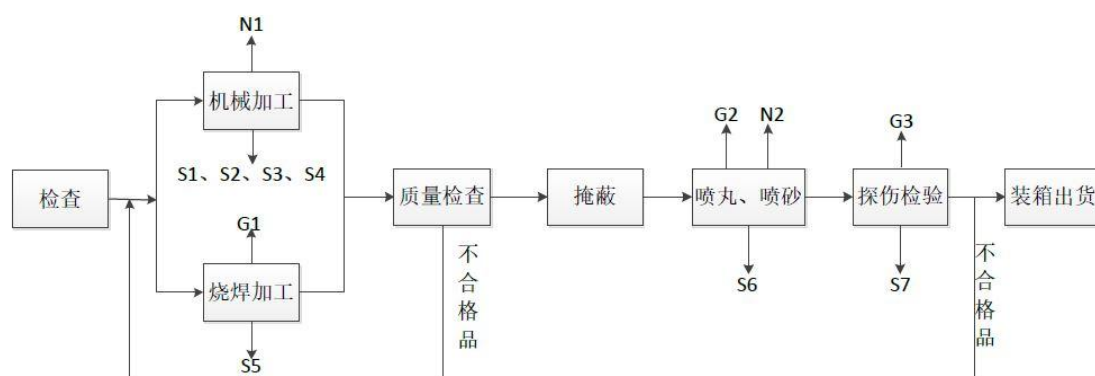 N1
机械加工
S1、S2、S3、S4
检查
G1
烧焊加工
S5
质量检查
不合格品
掩蔽
G2
N2
喷丸、喷砂
S6
G3
探伤检验
S7
不合格品
装箱出货